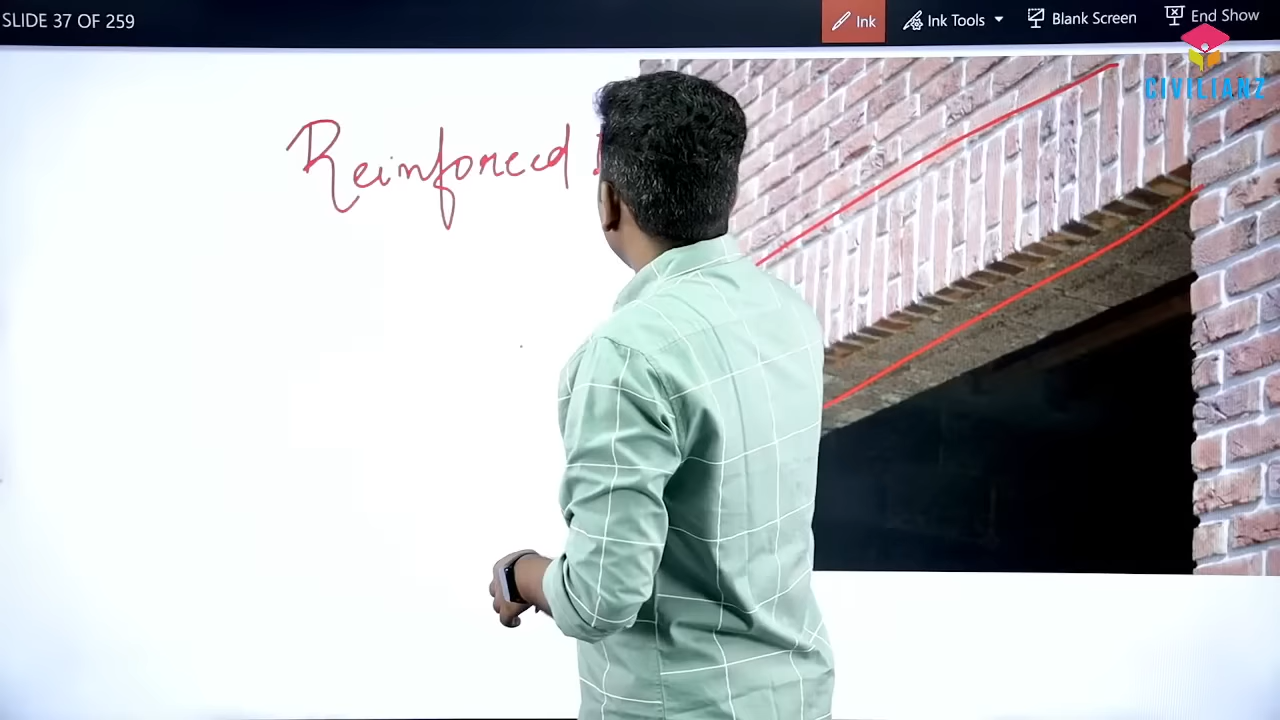 SLIDE 37 OF 259
Ink
Ink Tools
Blank Screen
End Show
CIVILIANZ
Reinforced